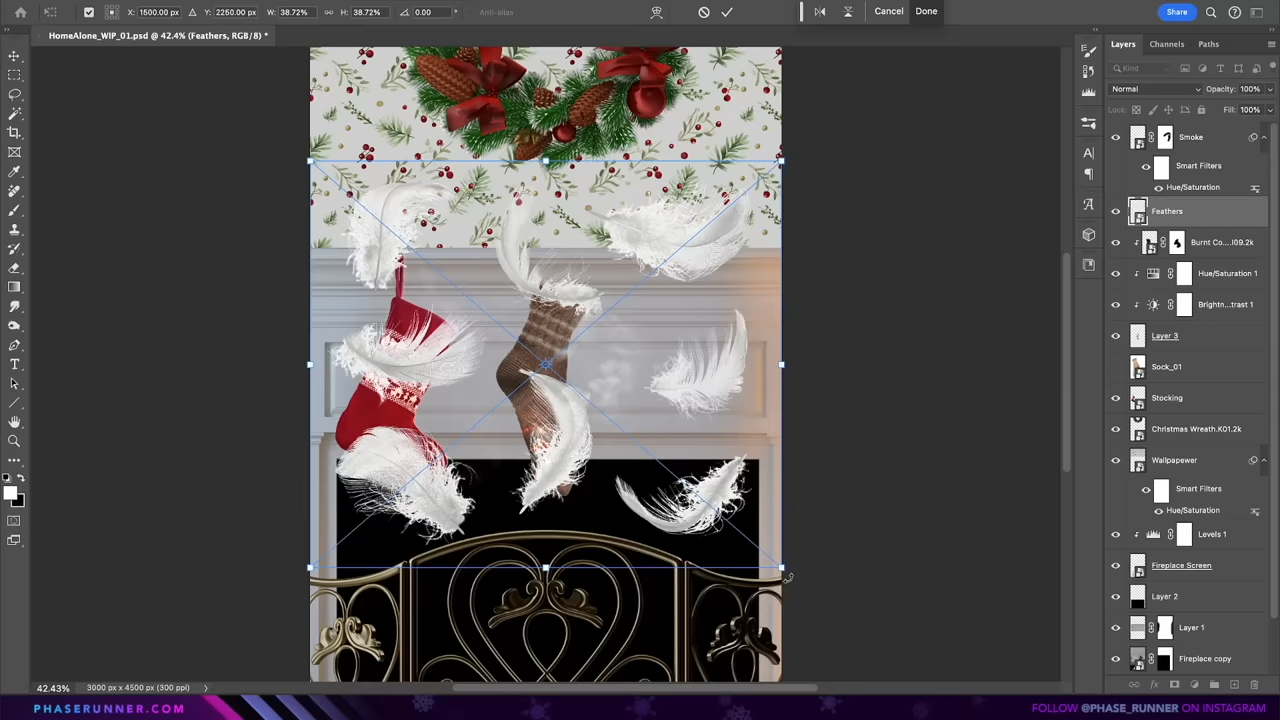 X: 1500.00 px Y: 2250.00 px W: 38.72% H: 38.72% 0.00 Anti-alias Cancel Done Share
HomeAlone_WIP_01.psd @ 42.4% (Feathers, RGB/8) *
Layers Channels Paths
Kind
Normal Opacity: 100%
Lock: Fill: 100%
Smoke
Smart Filters
Hue/Saturation
Feathers
Burnt Co....l09.2k
Hue/Saturation 1
Brightn...trast 1
Layer 3
Sock_01
Stocking
Christmas Wreath.K01.2k
Wallpapewer
Smart Filters
Hue/Saturation
Levels 1
Fireplace Screen
Layer 2
Layer 1
Fireplace copy
42.43% 3000 px x 4500 px (300 ppi)
PHASERUNNER.COM
FOLLOW @PHASE_RUNNER ON INSTAGRAM